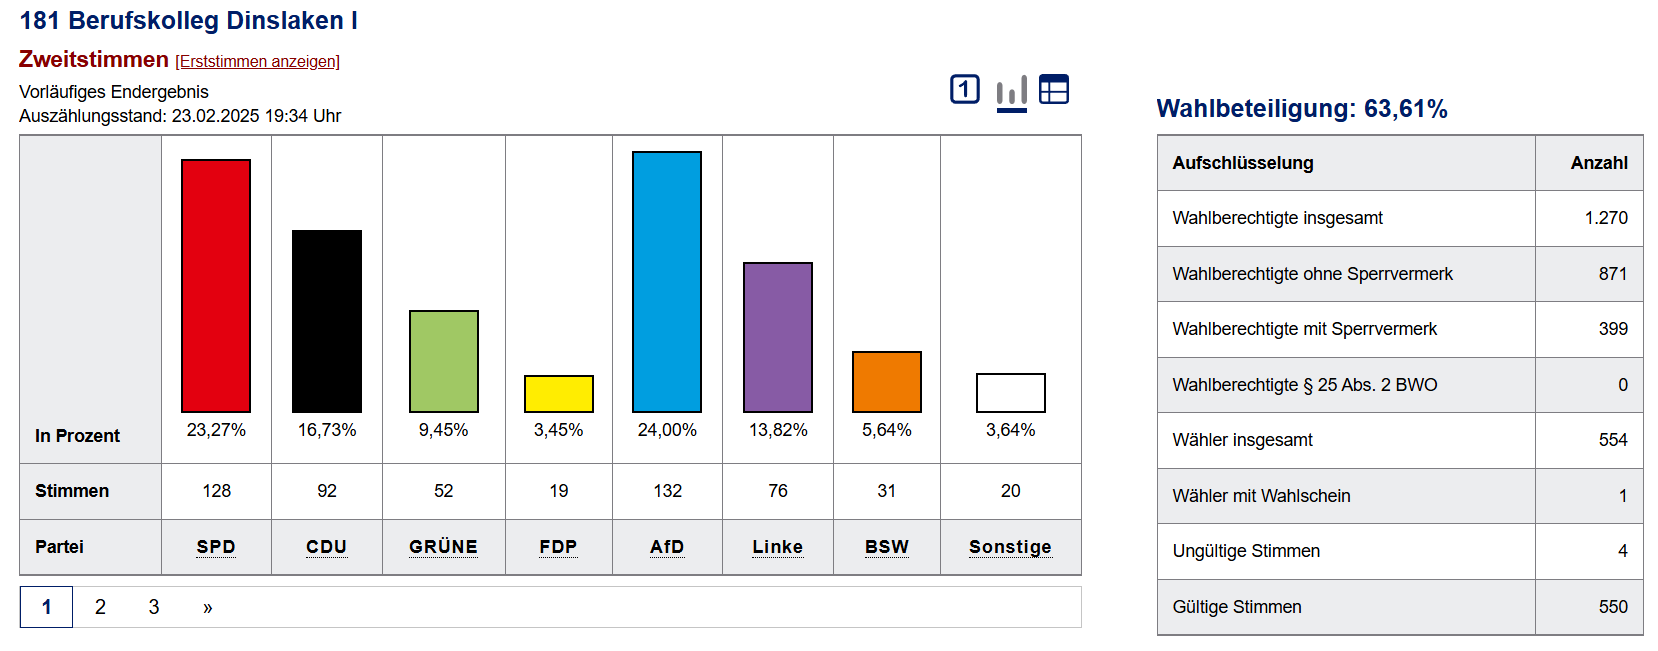 181 Berufskolleg Dinslaken I
Zweitstimmen [Erststimmen anzeigen]
Vorläufiges Endergebnis
Auszählungsstand: 23.02.2025 19:34 Uhr
1
In Prozent 23,27% 16,73% 9,45% 3,45% 24,00% 13,82% 5,64% 3,64%
Stimmen 128 92 52 19 132 76 31 20
Partei SPD CDU GRÜNE FDP AfD Linke BSW Sonstige
1 2 3 »
Wahlbeteiligung: 63,61%
Aufschlüsselung Anzahl
Wahlberechtigte insgesamt 1.270
Wahlberechtigte ohne Sperrvermerk 871
Wahlberechtigte mit Sperrvermerk 399
Wahlberechtigte § 25 Abs. 2 BWO 0
Wähler insgesamt 554
Wähler mit Wahlschein 1
Ungültige Stimmen 4
Gültige Stimmen 550